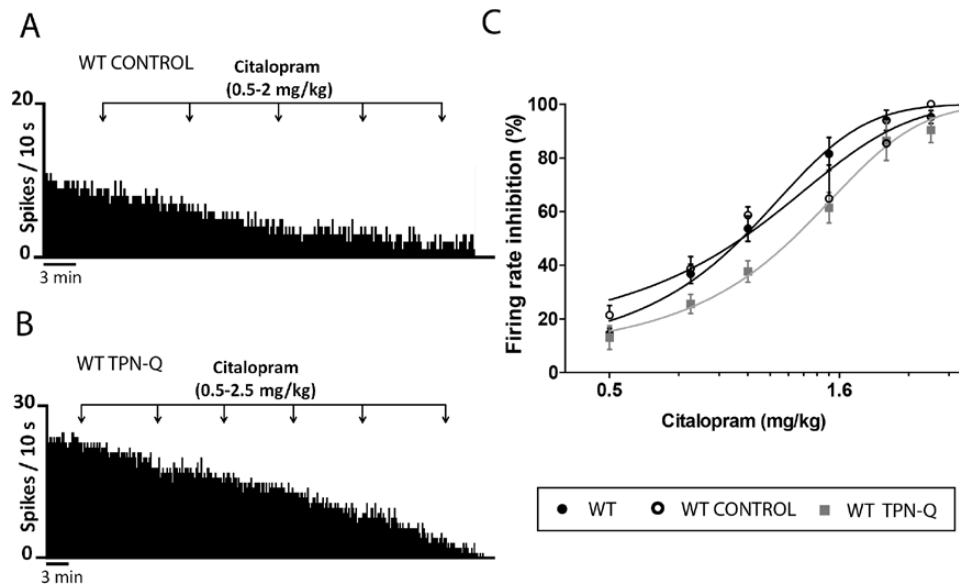 A
WT CONTROL
Citalopram
(0.5-2 mg/kg)
20
0
Spikes / 10 s
3 min
B
WT TPN-Q
Citalopram
(0.5-2.5 mg/kg)
30
0
Spikes / 10 s
3 min
C
100
80
60
40
20
0
Firing rate inhibition (%)
0.5 1.6
Citalopram (mg/kg)
WT WT CONTROL WT TPN-Q